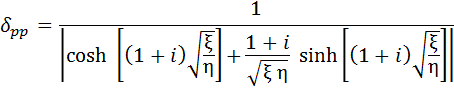 δ_pp = 1 / |cosh [(1 + i)√(ξ/η)] + (1 + i)/√(ξ η) sinh [(1 + i)√(ξ/η)]|